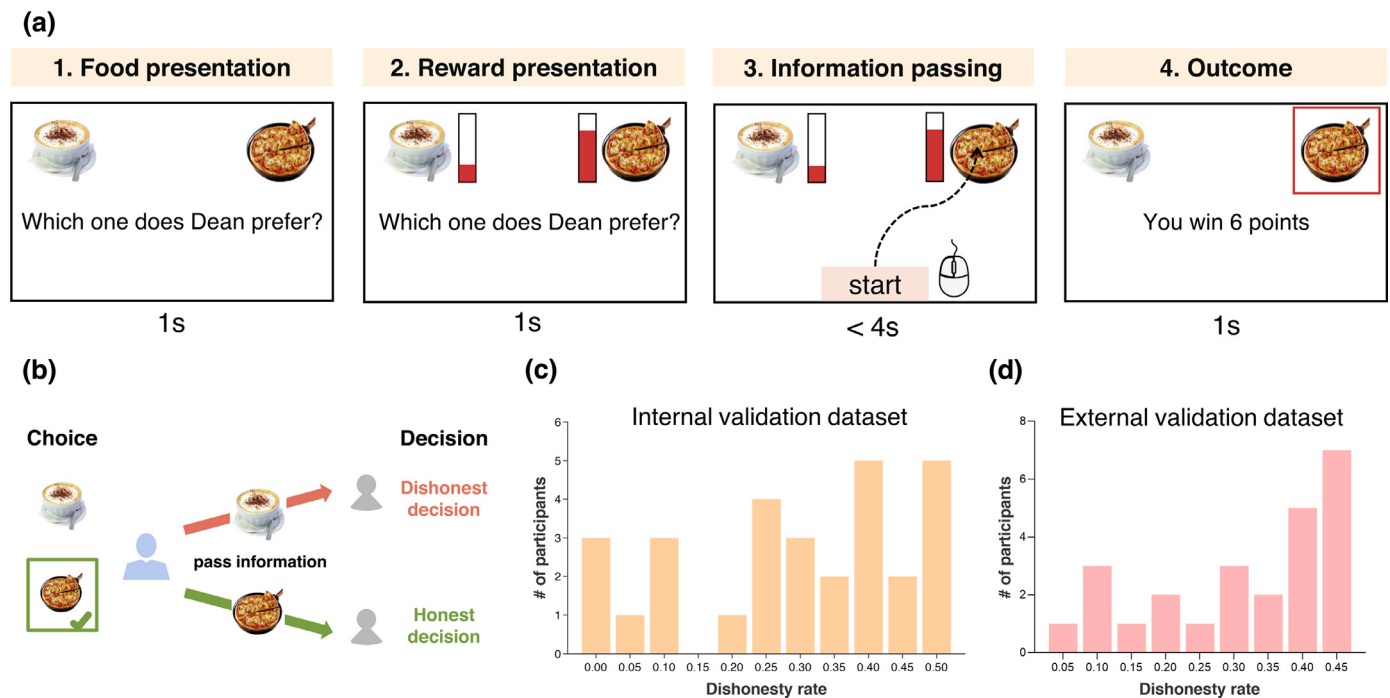 (a)
1. Food presentation
2. Reward presentation
3. Information passing
4. Outcome
Which one does Dean prefer?
Which one does Dean prefer?
start
You win 6 points
1s
1s
< 4s
1s
(b)
Choice
Decision
Dishonest
decision
pass information
Honest
decision
(c)
Internal validation dataset
# of participants
6
5
4
3
2
1
0
0.00 0.05 0.10 0.15 0.20 0.25 0.30 0.35 0.40 0.45 0.50
Dishonesty rate
(d)
External validation dataset
# of participants
8
6
4
2
0
0.05 0.10 0.15 0.20 0.25 0.30 0.35 0.40 0.45
Dishonesty rate